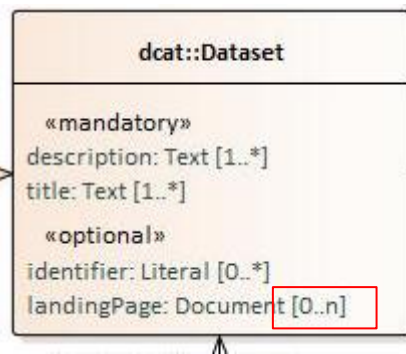 dcat::Dataset
«mandatory»
description: Text [1..*]
title: Text [1..*]
«optional»
identifier: Literal [0..*]
landingPage: Document [0..n]